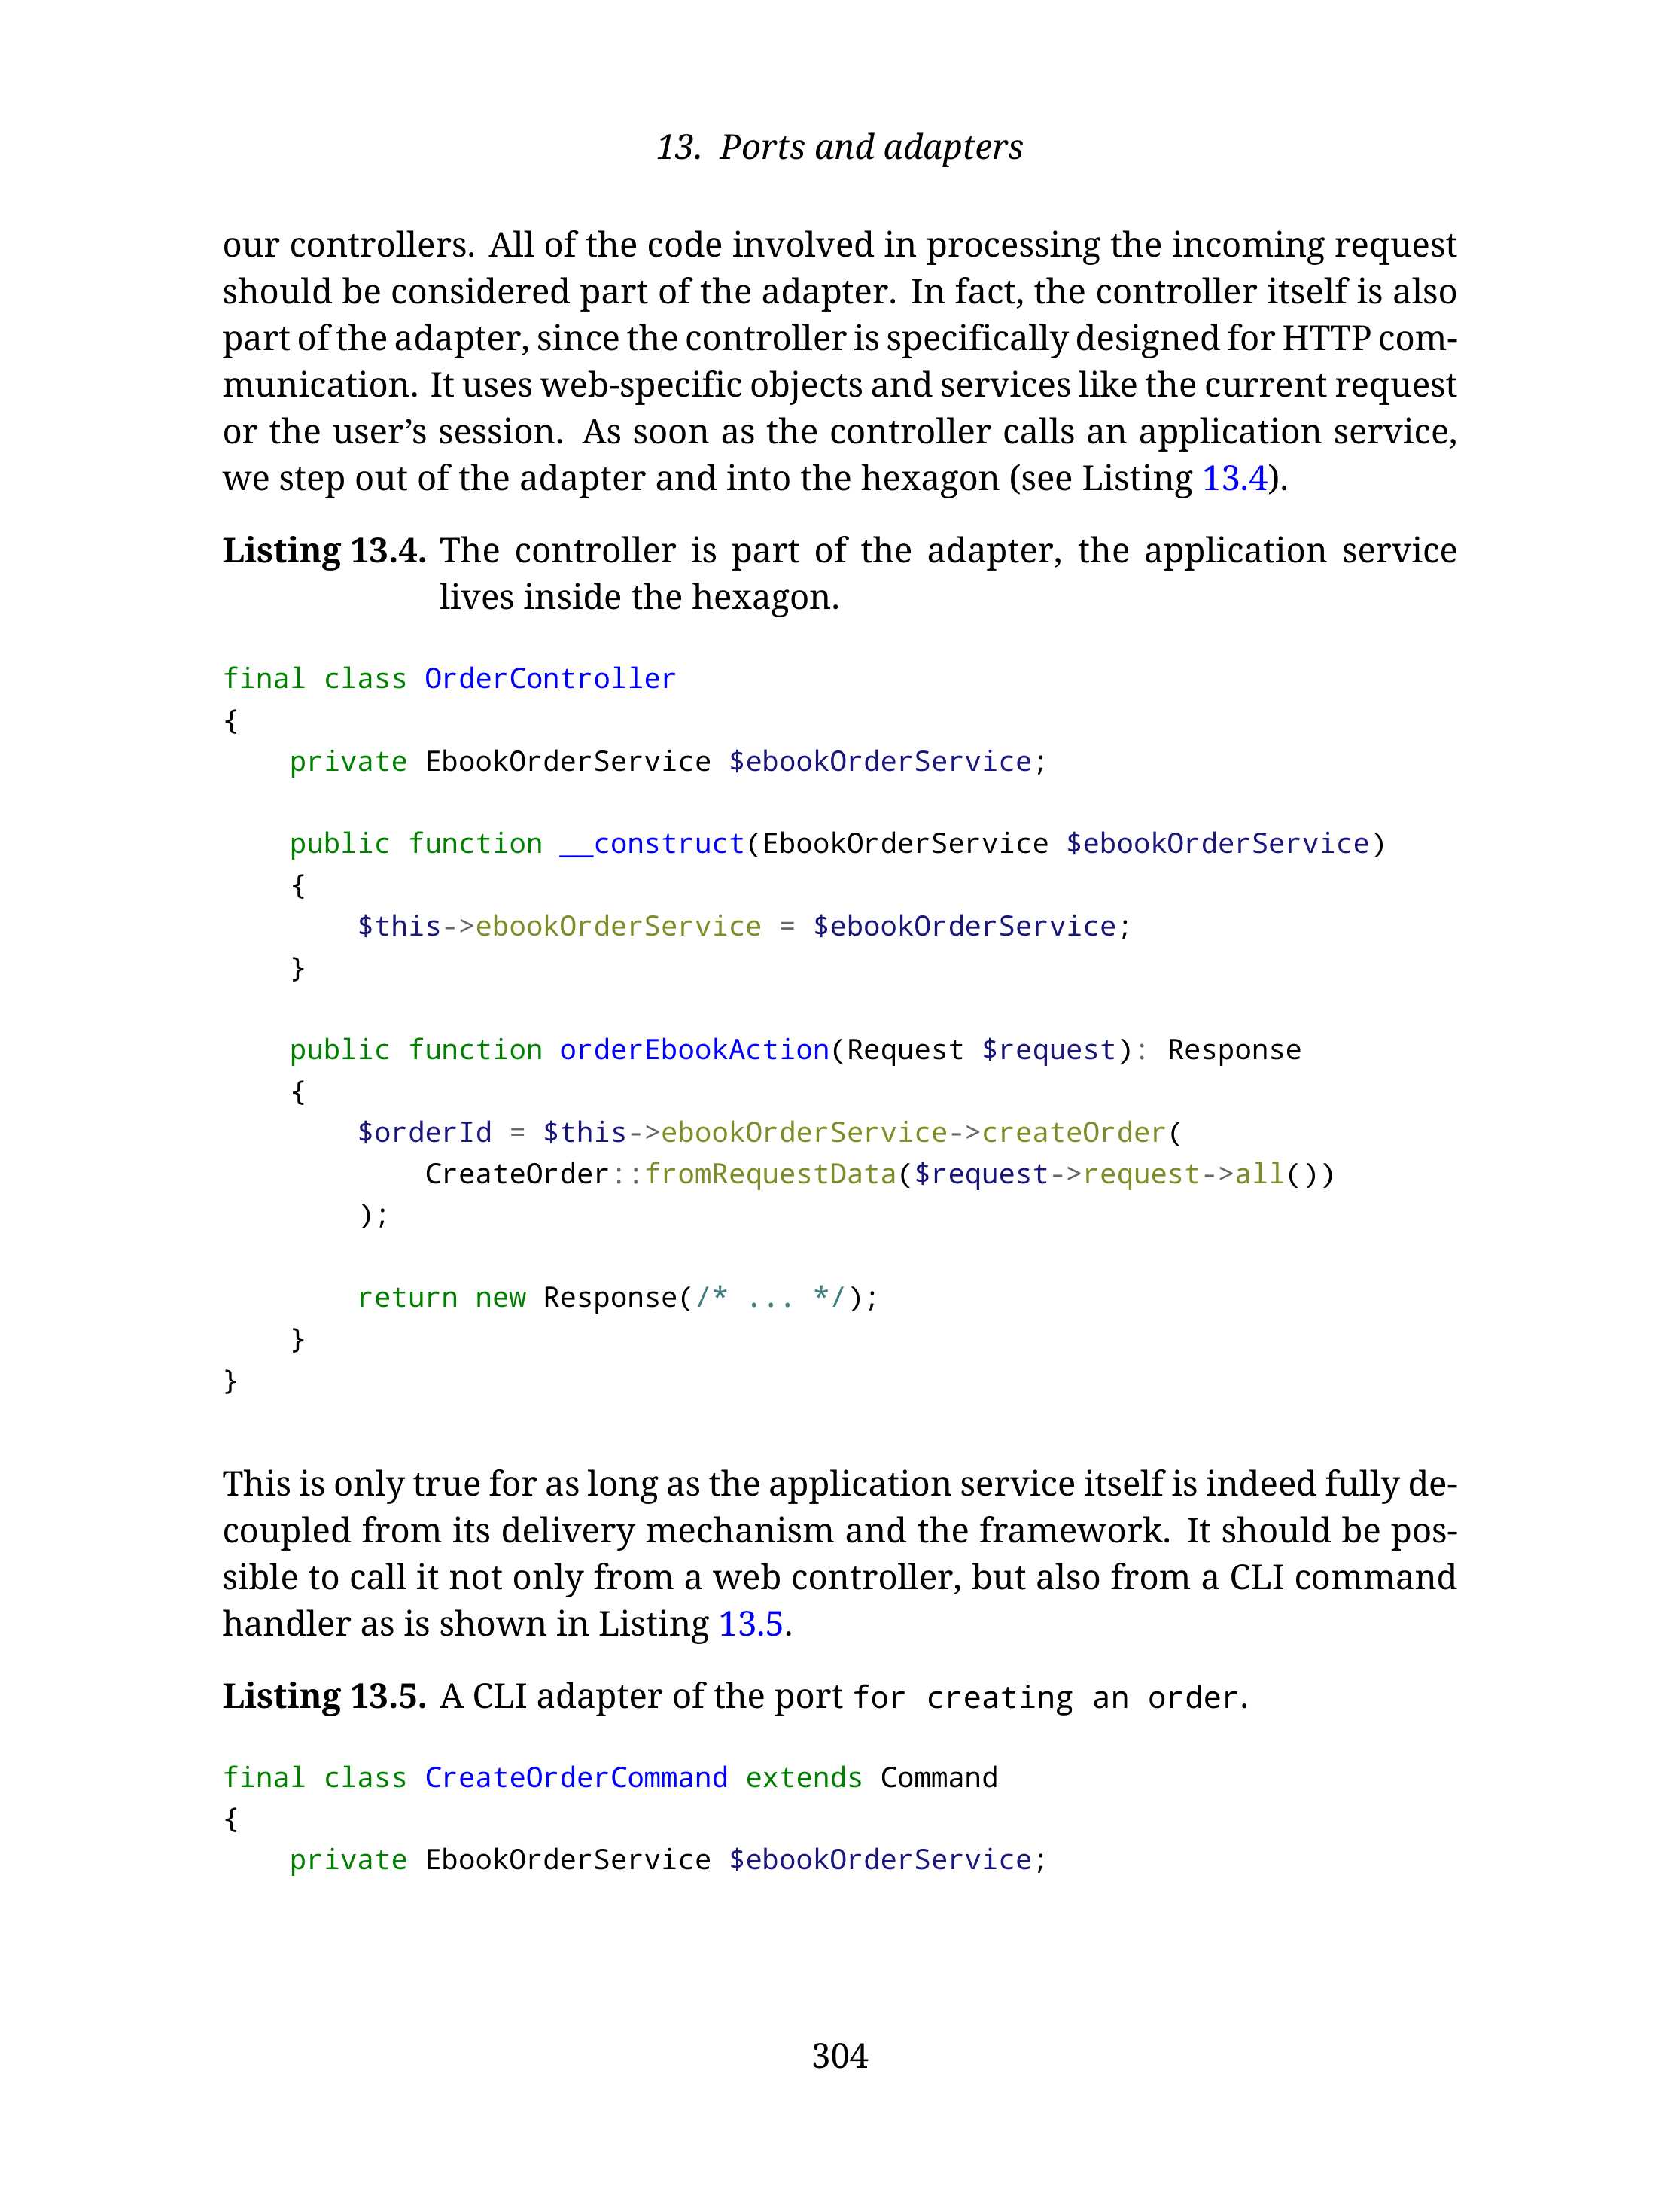 13. Ports and adapters
our controllers. All of the code involved in processing the incoming request
should be considered part of the adapter. In fact, the controller itself is also
part of the adapter, since the controller is specifically designed for HTTP com-
munication. It uses web-specific objects and services like the current request
or the user’s session. As soon as the controller calls an application service,
we step out of the adapter and into the hexagon (see Listing 13.4).
Listing 13.4. The controller is part of the adapter, the application service
lives inside the hexagon.
final class OrderController
{
    private EbookOrderService $ebookOrderService;
    public function __construct(EbookOrderService $ebookOrderService)
    {
        $this->ebookOrderService = $ebookOrderService;
    }
    public function orderEbookAction(Request $request): Response
    {
        $orderId = $this->ebookOrderService->createOrder(
            CreateOrder::fromRequestData($request->request->all())
        );
        return new Response(/* ... */);
    }
}
This is only true for as long as the application service itself is indeed fully de-
coupled from its delivery mechanism and the framework. It should be pos-
sible to call it not only from a web controller, but also from a CLI command
handler as is shown in Listing 13.5.
Listing 13.5. A CLI adapter of the port for creating an order.
final class CreateOrderCommand extends Command
{
    private EbookOrderService $ebookOrderService;
304